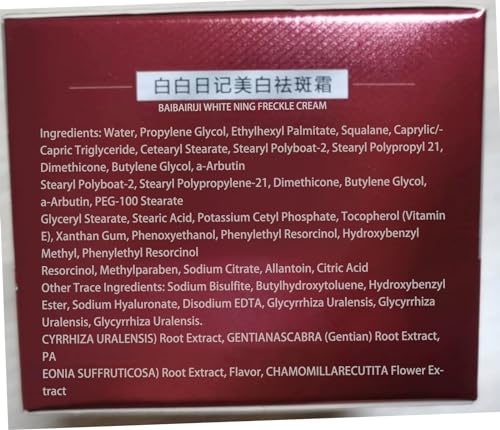 白白日记美白祛斑霜
BAIBAIRIJI WHITE NING FRECKLE CREAM
Ingredients: Water, Propylene Glycol, Ethylhexyl Palmitate, Squalane, Caprylic/-
Capric Triglyceride, Cetearyl Stearate, Stearyl Polyboat-2, Stearyl Polypropyl 21,
Dimethicone, Butylene Glycol, a-Arbutin
Stearyl Polyboat-2, Stearyl Polypropylene-21, Dimethicone, Butylene Glycol,
a-Arbutin, PEG-100 Stearate
Glyceryl Stearate, Stearic Acid, Potassium Cetyl Phosphate, Tocopherol (Vitamin
E), Xanthan Gum, Phenoxyethanol, Phenylethyl Resorcinol, Hydroxybenzyl
Methyl, Phenylethyl Resorcinol
Resorcinol, Methylparaben, Sodium Citrate, Allantoin, Citric Acid
Other Trace Ingredients: Sodium Bisulfite, Butylhydroxytoluene, Hydroxybenzyl
Ester, Sodium Hyaluronate, Disodium EDTA, Glycyrrhiza Uralensis, Glycyrrhiza
Uralensis, Glycyrrhiza Uralensis.
CYRRHIZA URALENSIS) Root Extract, GENTIANASCABRA (Gentian) Root Extract,
PA
EONIA SUFFRUTICOSA) Root Extract, Flavor, CHAMOMILLARECUTITA Flower Ex-
tract